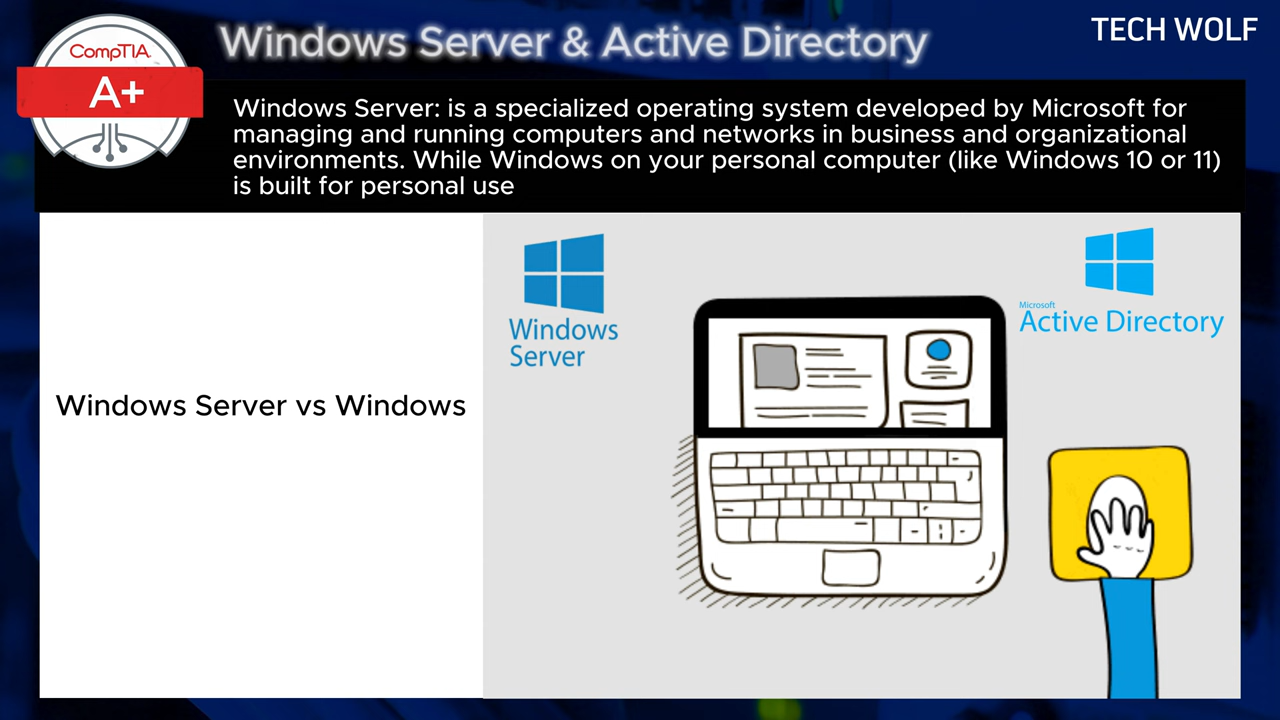 CompTIA.
A+
Windows Server & Active Directory
TECH WOLF
Windows Server: is a specialized operating system developed by Microsoft for
managing and running computers and networks in business and organizational
environments. While Windows on your personal computer (like Windows 10 or 11)
is built for personal use
Windows Server vs Windows
Windows
Server
Microsoft
Active Directory